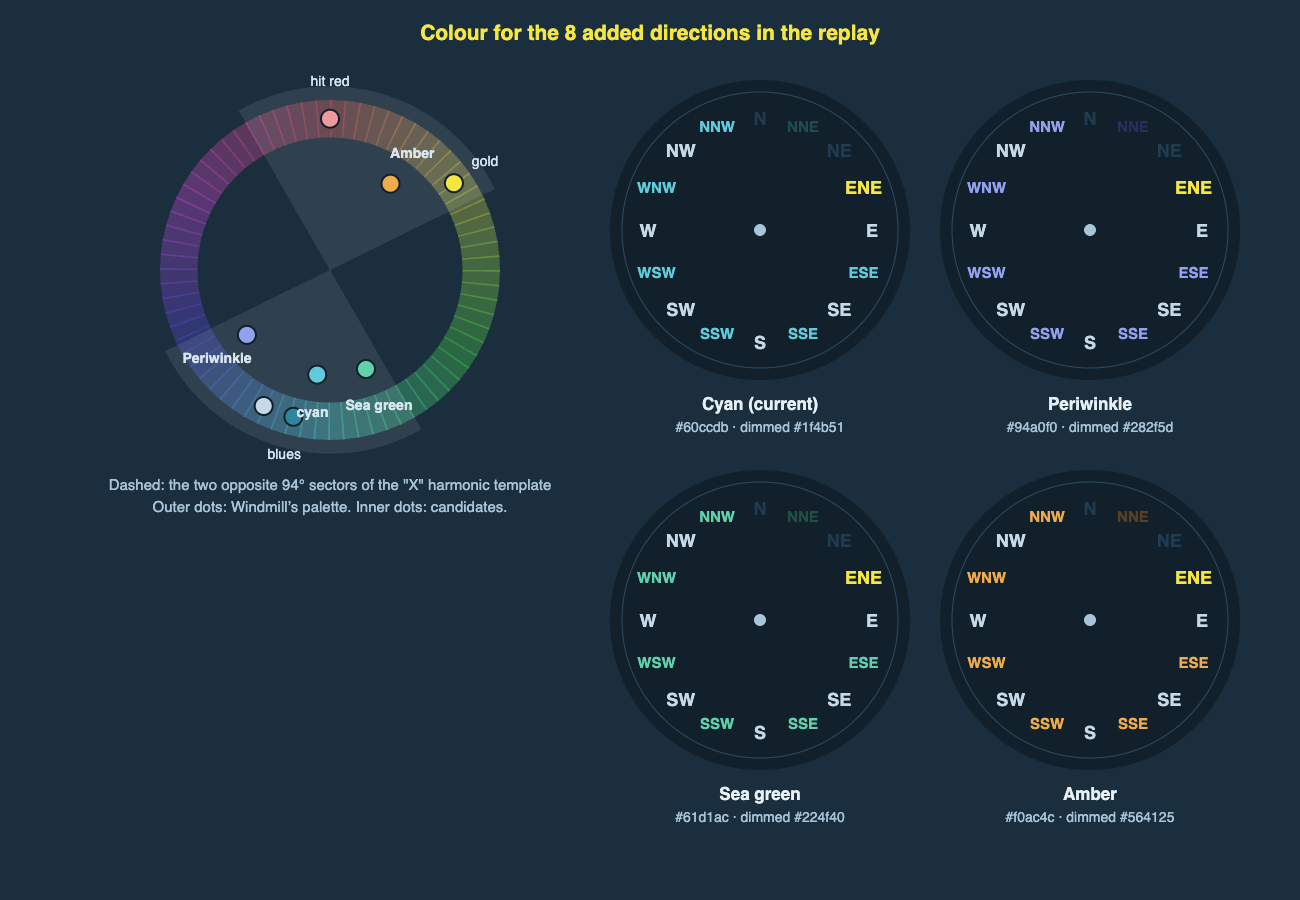 Colour for the 8 added directions in the replay
hit red
Amber
gold
Periwinkle
cyan
Sea green
blues
Dashed: the two opposite 94° sectors of the "X" harmonic template
Outer dots: Windmill's palette. Inner dots: candidates.
N
NNW
NNE
NW
NE
WNW
ENE
W
E
WSW
ESE
SW
SE
SSW
SSE
S
Cyan (current)
#60ccdb · dimmed #1f4b51
N
NNW
NNE
NW
NE
WNW
ENE
W
E
WSW
ESE
SW
SE
SSW
SSE
S
Periwinkle
#94a0f0 · dimmed #282f5d
N
NNW
NNE
NW
NE
WNW
ENE
W
E
WSW
ESE
SW
SE
SSW
SSE
S
Sea green
#61d1ac · dimmed #224f40
N
NNW
NNE
NW
NE
WNW
ENE
W
E
WSW
ESE
SW
SE
SSW
SSE
S
Amber
#f0ac4c · dimmed #564125